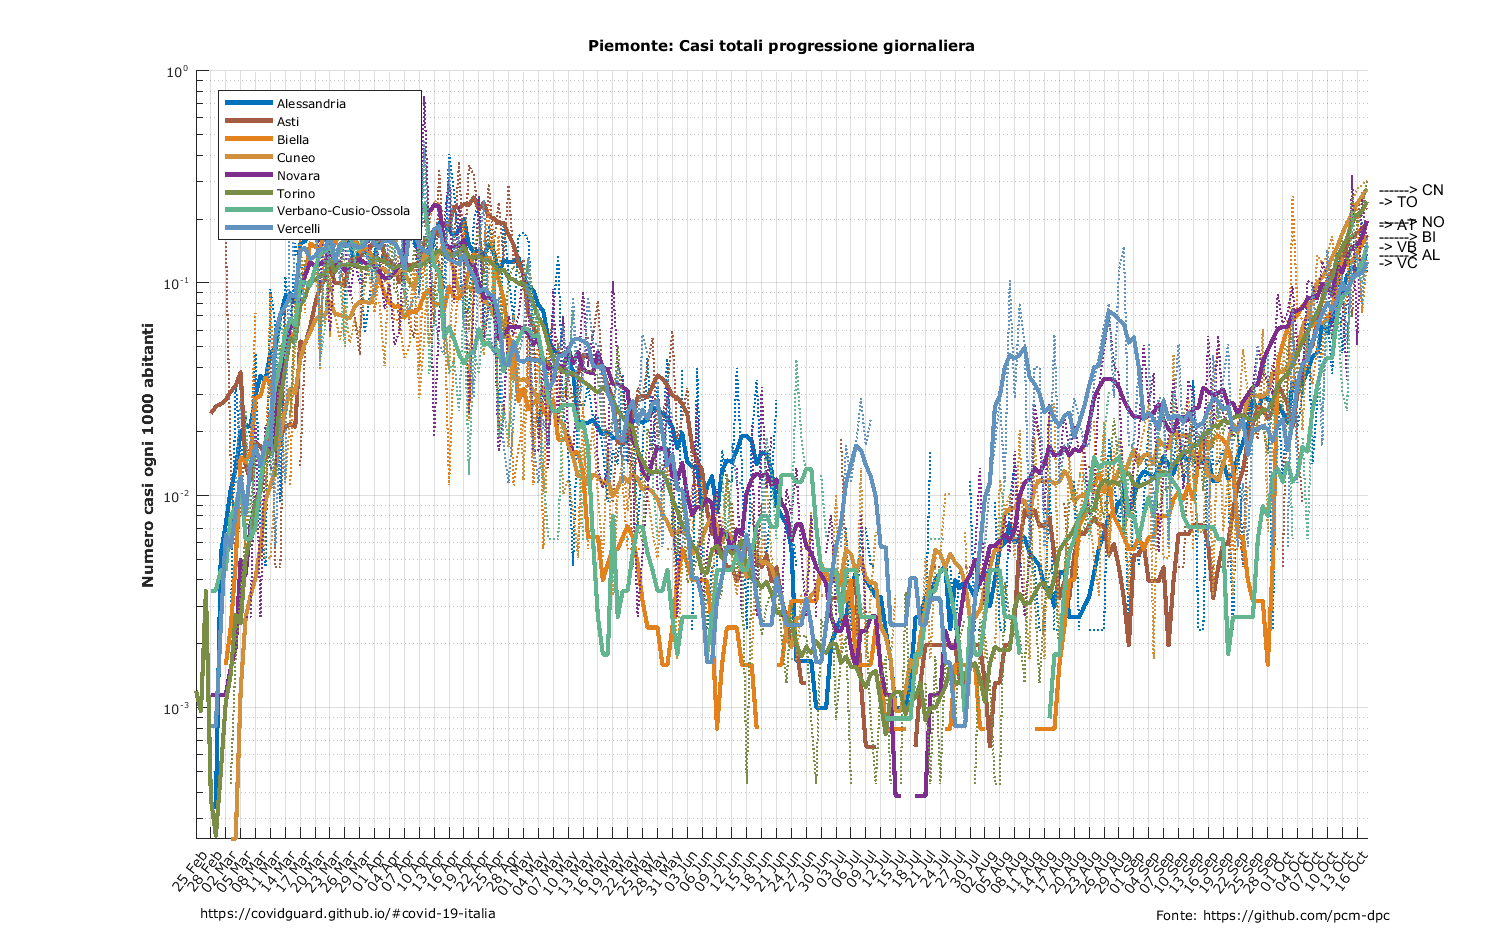 Piemonte: Casi totali progressione giornaliera
10⁰
10⁻¹
10⁻²
10⁻³
Numero casi ogni 1000 abitanti
Alessandria
Asti
Biella
Cuneo
Novara
Torino
Verbano-Cusio-Ossola
Vercelli
------> CN
-> TO
------> NO
-> AT
------> BI
-> VB
------> AL
-> VC
25 Feb
28 Feb
02 Mar
05 Mar
08 Mar
11 Mar
14 Mar
17 Mar
20 Mar
23 Mar
26 Mar
29 Mar
01 Apr
04 Apr
07 Apr
10 Apr
13 Apr
16 Apr
19 Apr
22 Apr
25 Apr
28 Apr
01 May
04 May
07 May
10 May
13 May
16 May
19 May
22 May
25 May
28 May
31 May
03 Jun
06 Jun
09 Jun
12 Jun
15 Jun
18 Jun
21 Jun
24 Jun
27 Jun
30 Jun
03 Jul
06 Jul
09 Jul
12 Jul
15 Jul
18 Jul
21 Jul
24 Jul
27 Jul
30 Jul
02 Aug
05 Aug
08 Aug
11 Aug
14 Aug
17 Aug
20 Aug
23 Aug
26 Aug
29 Aug
01 Sep
04 Sep
07 Sep
10 Sep
13 Sep
16 Sep
19 Sep
22 Sep
25 Sep
28 Sep
01 Oct
04 Oct
07 Oct
10 Oct
13 Oct
16 Oct
https://covidguard.github.io/#covid-19-italia
Fonte: https://github.com/pcm-dpc